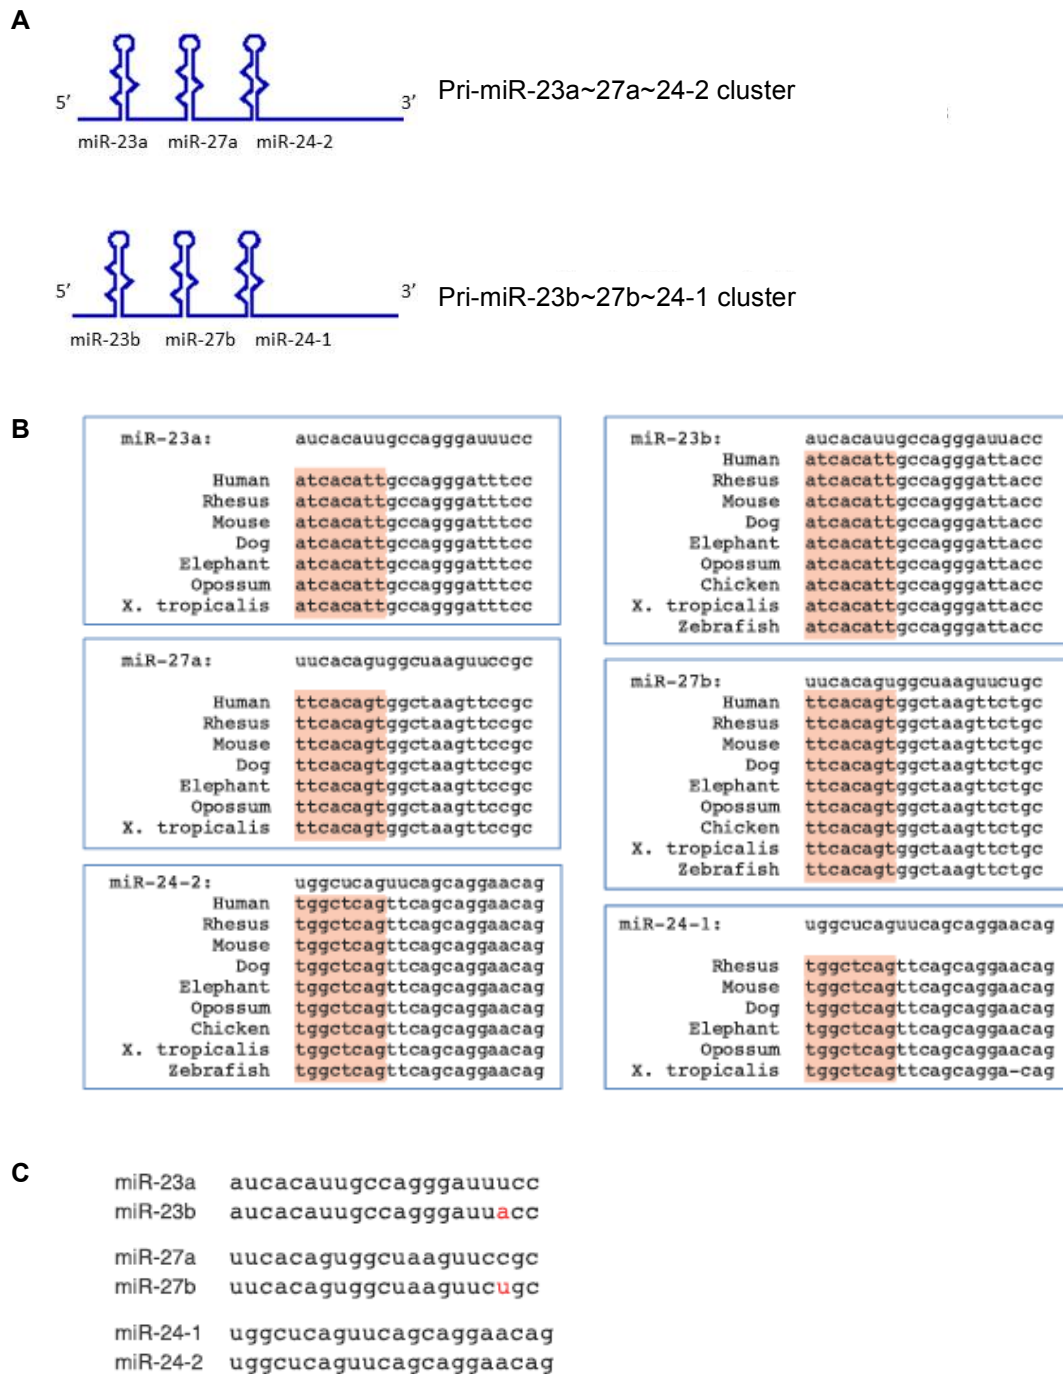 A
5’ 3’ Pri-miR-23a~27a~24-2 cluster
miR-23a miR-27a miR-24-2
5’ 3’ Pri-miR-23b~27b~24-1 cluster
miR-23b miR-27b miR-24-1
B
miR-23a: aucacauugccagggauuucc
Human atcacattgccagggatttcc
Rhesus atcacattgccagggatttcc
Mouse atcacattgccagggatttcc
Dog atcacattgccagggatttcc
Elephant atcacattgccagggatttcc
Opossum atcacattgccagggatttcc
X. tropicalis atcacattgccagggatttcc
miR-27a: uucacaguggcuaaguuccgc
Human ttcacagtggctaagttccgc
Rhesus ttcacagtggctaagttccgc
Mouse ttcacagtggctaagttccgc
Dog ttcacagtggctaagttccgc
Elephant ttcacagtggctaagttccgc
Opossum ttcacagtggctaagttccgc
X. tropicalis ttcacagtggctaagttccgc
miR-24-2: uggcucaguucagcaggaacag
Human tggctcagttcagcaggaacag
Rhesus tggctcagttcagcaggaacag
Mouse tggctcagttcagcaggaacag
Dog tggctcagttcagcaggaacag
Elephant tggctcagttcagcaggaacag
Opossum tggctcagttcagcaggaacag
Chicken tggctcagttcagcaggaacag
X. tropicalis tggctcagttcagcaggaacag
Zebrafish tggctcagttcagcaggaacag
miR-23b: aucacauugccagggauuacc
Human atcacattgccagggattacc
Rhesus atcacattgccagggattacc
Mouse atcacattgccagggattacc
Dog atcacattgccagggattacc
Elephant atcacattgccagggattacc
Opossum atcacattgccagggattacc
Chicken atcacattgccagggattacc
X. tropicalis atcacattgccagggattacc
Zebrafish atcacattgccagggattacc
miR-27b: uucacaguggcuaaguucugc
Human ttcacagtggctaagttctgc
Rhesus ttcacagtggctaagttctgc
Mouse ttcacagtggctaagttctgc
Dog ttcacagtggctaagttctgc
Elephant ttcacagtggctaagttctgc
Opossum ttcacagtggctaagttctgc
Chicken ttcacagtggctaagttctgc
X. tropicalis ttcacagtggctaagttctgc
Zebrafish ttcacagtggctaagttctgc
miR-24-1: uggcucaguucagcaggaacag
Rhesus tggctcagttcagcaggaacag
Mouse tggctcagttcagcaggaacag
Dog tggctcagttcagcaggaacag
Elephant tggctcagttcagcaggaacag
Opossum tggctcagttcagcaggaacag
X. tropicalis tggctcagttcagcagga-cag
C
miR-23a aucacauugccagggauuucc
miR-23b aucacauugccagggauuacc
miR-27a uucacaguggcuaaguuccgc
miR-27b uucacaguggcuaaguucugc
miR-24-1 uggcucaguucagcaggaacag
miR-24-2 uggcucaguucagcaggaacag